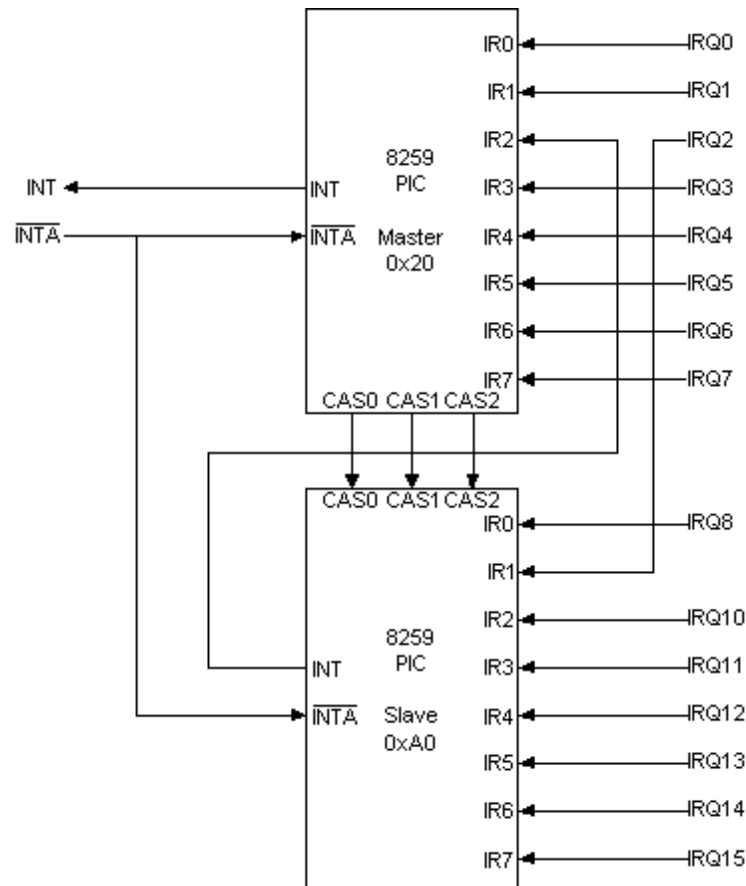 IR0 IRQ0
IR1 IRQ1
IR2 IRQ2
8259
PIC
INT INT IR3 IRQ3
INTA INTA Master IR4 IRQ4
0x20
IR5 IRQ5
IR6 IRQ6
IR7 IRQ7
CAS0 CAS1 CAS2
CAS0 CAS1 CAS2
IR0 IRQ8
IR1
IR2 IRQ10
8259
PIC
INT IR3 IRQ11
INTA Slave IR4 IRQ12
0xA0
IR5 IRQ13
IR6 IRQ14
IR7 IRQ15